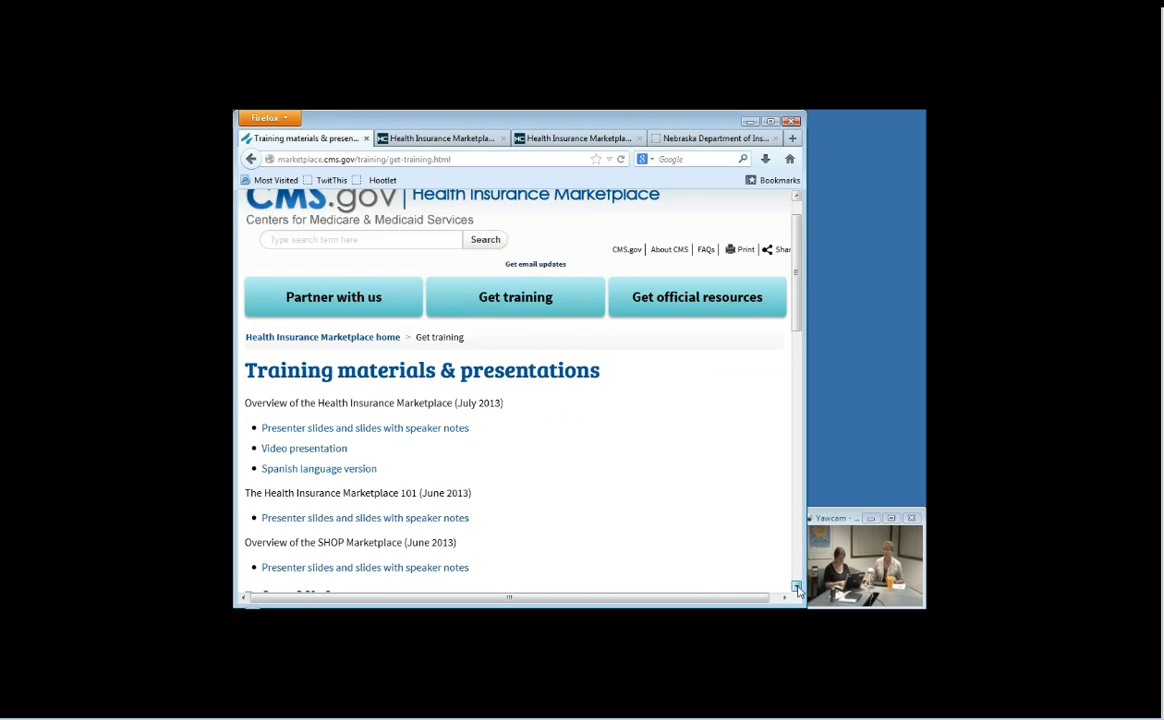 Firefox
Training materials & presen...
Health Insurance Marketpla...
Health Insurance Marketpla...
Nebraska Department of Ins...
marketplace.cms.gov/training/get-training.html
Google
Most Visited
TwitThis
Hootlet
Bookmarks
CMS.gov | Health Insurance Marketplace
Centers for Medicare & Medicaid Services
Type search term here
Search
CMS.gov | About CMS | FAQs | Print | Shar
Get email updates
Partner with us
Get training
Get official resources
Health Insurance Marketplace home > Get training
Training materials & presentations
Overview of the Health Insurance Marketplace (July 2013)
Presenter slides and slides with speaker notes
Video presentation
Spanish language version
The Health Insurance Marketplace 101 (June 2013)
Presenter slides and slides with speaker notes
Overview of the SHOP Marketplace (June 2013)
Presenter slides and slides with speaker notes
Yawcam - ...